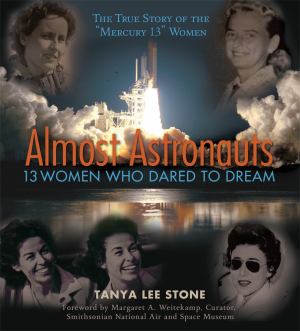 The True Story of the
"Mercury 13" Women
Almost Astronauts
13 WOMEN WHO DARED TO DREAM
TANYA LEE STONE
Foreword by Margaret A. Weitekamp, Curator,
Smithsonian National Air and Space Museum